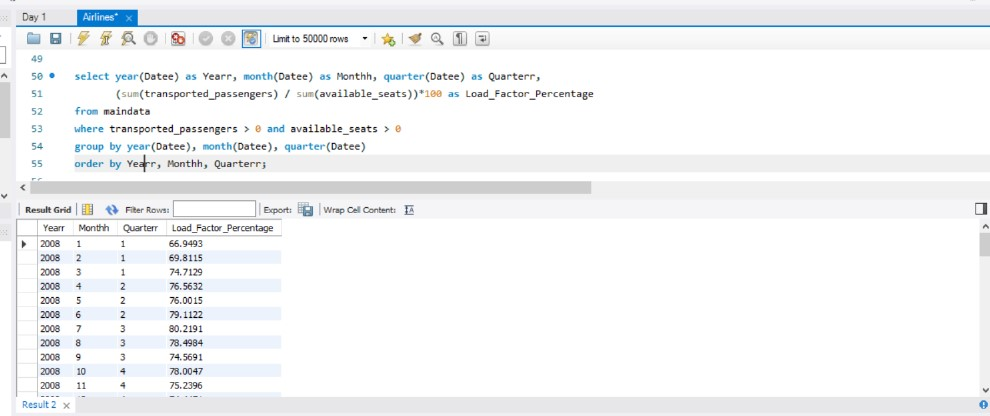 Day 1 Airlines* ×
Limit to 50000 rows
49
50 select year(Datee) as Yearr, month(Datee) as Monthh, quarter(Datee) as Quarterr,
51 (sum(transported_passengers) / sum(available_seats))*100 as Load_Factor_Percentage
52 from maindata
53 where transported_passengers > 0 and available_seats > 0
54 group by year(Datee), month(Datee), quarter(Datee)
55 order by Yearr, Monthh, Quarterr;
Result Grid Filter Rows: Export: Wrap Cell Content: IA
Yearr Monthh Quarterr Load_Factor_Percentage
2008 1 1 66.9493
2008 2 1 69.8115
2008 3 1 74.7129
2008 4 2 76.5632
2008 5 2 76.0015
2008 6 2 79.1122
2008 7 3 80.2191
2008 8 3 78.4984
2008 9 3 74.5691
2008 10 4 78.0047
2008 11 4 75.2396
Result 2 ×